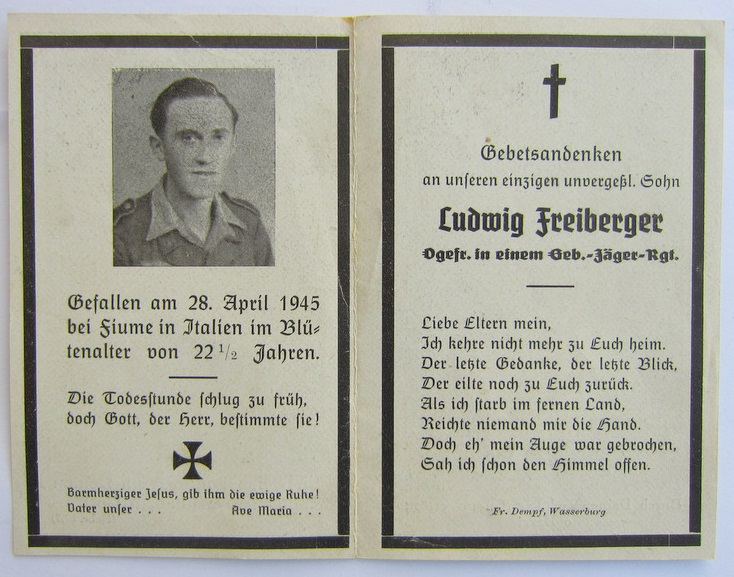 Gefallen am 28. April 1945
bei Fiume in Italien im Blü-
tenalter von 22 1/2 Jahren.
Die Todesstunde schlug zu früh,
doch Gott, der Herr, bestimmte sie!
Barmherziger Jesus, gib ihm die ewige Ruhe!
Vater unser . . . Ave Maria . . .
Gebetsandenken
an unseren einzigen unvergeßl. Sohn
Ludwig Freiberger
Ogefr. in einem Geb.-Jäger-Rgt.
Liebe Eltern mein,
Ich kehre nicht mehr zu Euch heim.
Der letzte Gedanke, der letzte Blick,
Der eilte noch zu Euch zurück.
Als ich starb im fernen Land,
Reichte niemand mir die Hand.
Doch eh' mein Auge war gebrochen,
Sah ich schon den Himmel offen.
Fr. Dempf, Wasserburg